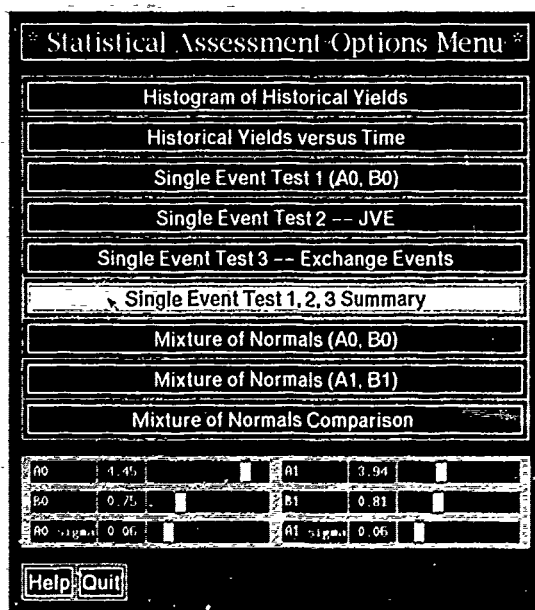 * Statistical Assessment Options Menu *
Histogram of Historical Yields
Historical Yields versus Time
Single Event Test 1 (A0, B0)
Single Event Test 2 -- JVE
Single Event Test 3 -- Exchange Events
Single Event Test 1, 2, 3 Summary
Mixture of Normals (A0, B0)
Mixture of Normals (A1, B1)
Mixture of Normals Comparison
A0 4.45 A1 3.94
B0 0.75 B1 0.81
A0 sigma 0.06 A1 sigma 0.06
Help Quit